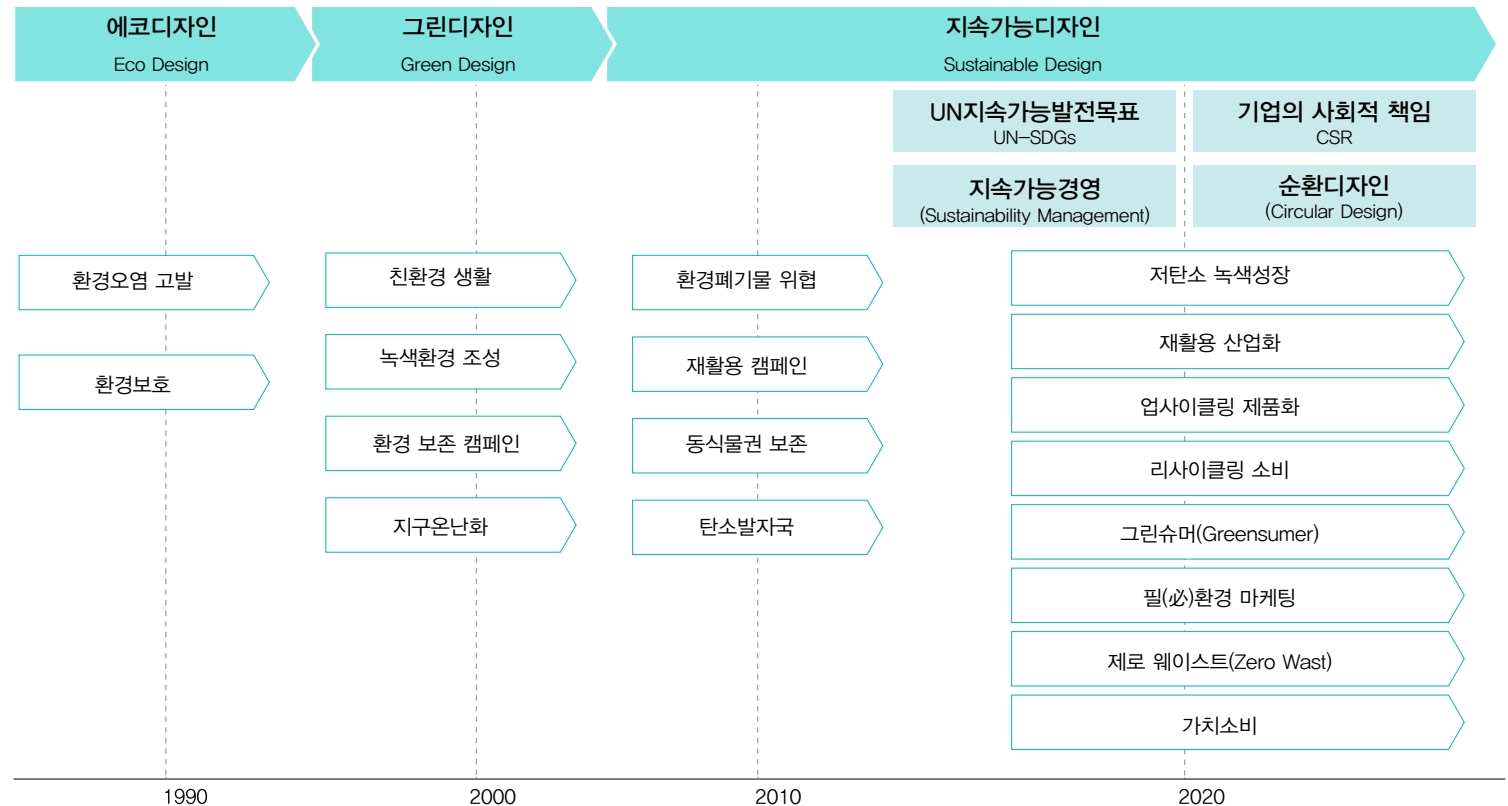 에코디자인
Eco Design
그린디자인
Green Design
지속가능디자인
Sustainable Design
UN지속가능발전목표
UN-SDGs
기업의 사회적 책임
CSR
지속가능경영
(Sustainability Management)
순환디자인
(Circular Design)
환경오염 고발
환경보호
친환경 생활
녹색환경 조성
환경 보존 캠페인
지구온난화
환경폐기물 위협
재활용 캠페인
동식물권 보존
탄소발자국
저탄소 녹색성장
재활용 산업화
업사이클링 제품화
리사이클링 소비
그린슈머(Greensumer)
필(必)환경 마케팅
제로 웨이스트(Zero Wast)
가치소비
1990
2000
2010
2020